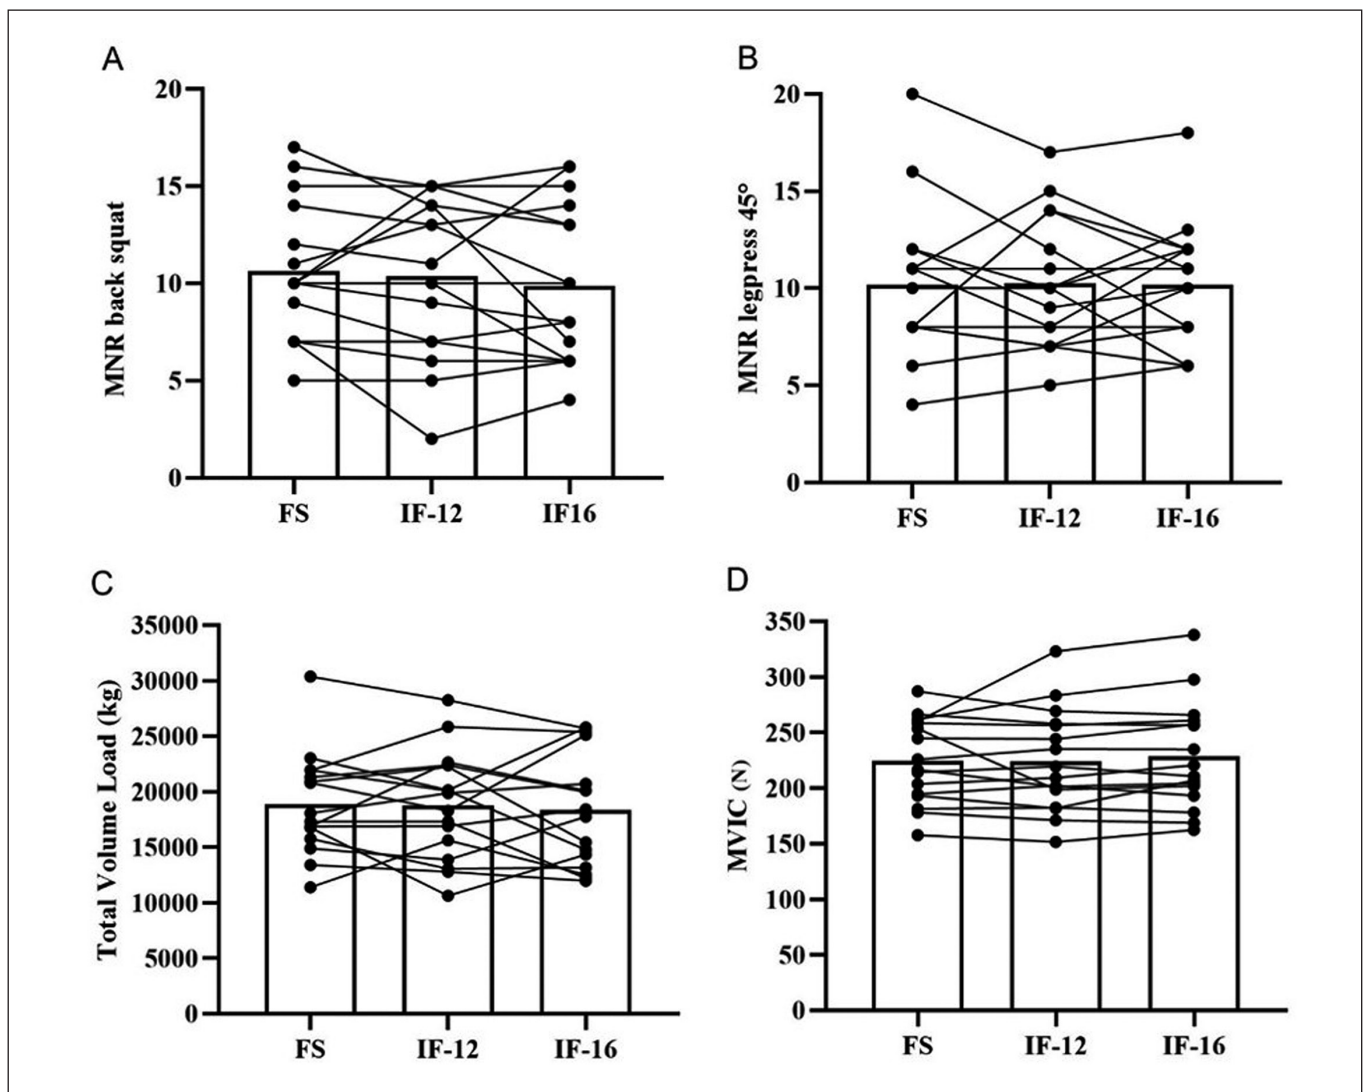 A
MNR back squat
20
15
10
5
0
FS IF-12 IF16
B
MNR legpress 45°
20
15
10
5
0
FS IF-12 IF-16
C
Total Volume Load (kg)
35000
30000
25000
20000
15000
10000
5000
0
FS IF-12 IF-16
D
MVIC (N)
350
300
250
200
150
100
50
0
FS IF-12 IF-16